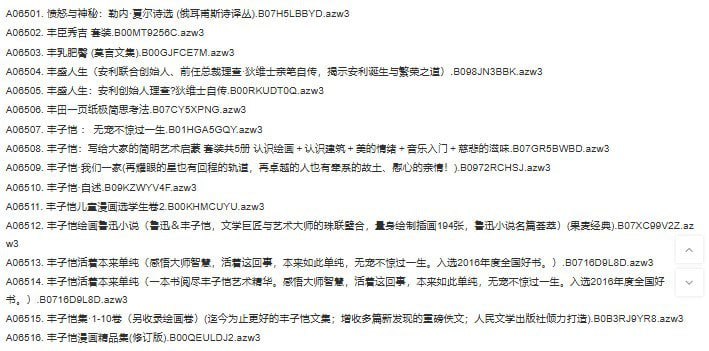 A06501. 愤怒与神秘：勒内·夏尔诗选 (俄耳甫斯诗译丛).B07H5LBBYD.azw3
A06502. 丰臣秀吉 套装.B00MT9256C.azw3
A06503. 丰乳肥臀 (莫言文集).B00GJFCE7M.azw3
A06504. 丰盛人生（安利联合创始人、前任总裁理查·狄维士亲笔自传，揭示安利诞生与繁荣之道）.B098JN3BBK.azw3
A06505. 丰盛人生：安利创始人理查?狄维士自传.B00RKUDT0Q.azw3
A06506. 丰田一页纸极简思考法.B07CY5XPNG.azw3
A06507. 丰子恺 ： 无宠不惊过一生.B01HGA5GQY.azw3
A06508. 丰子恺：写给大家的简明艺术启蒙 套装共5册 认识绘画＋认识建筑＋美的情绪＋音乐入门＋慈悲的滋味.B07GR5BWBD.azw3
A06509. 丰子恺·我们一家(再耀眼的星也有回程的轨道，再卓越的人也有牵系的故土、慰心的亲情！).B0972RCHSJ.azw3
A06510. 丰子恺·自述.B09KZWYV4F.azw3
A06511. 丰子恺儿童漫画选学生卷2.B00KHMCUYU.azw3
A06512. 丰子恺绘画鲁迅小说（鲁迅＆丰子恺，文学巨匠与艺术大师的珠联璧合，量身绘制插画194张，鲁迅小说名篇荟萃）(果麦经典).B07XC99V2Z.az
w3
A06513. 丰子恺活着本来单纯（感悟大师智慧，活着这回事，本来如此单纯，无宠不惊过一生。入选2016年度全国好书。）.B0716D9L8D.azw3
A06514. 丰子恺活着本来单纯（一本书阅尽丰子恺艺术精华。感悟大师智慧，活着这回事，本来如此单纯，无宠不惊过一生。入选2016年度全国好
书。）.B0716D9L8D.azw3
A06515. 丰子恺集·1-10卷（另收录绘画卷）(迄今为止更好的丰子恺文集；增收多篇新发现的重磅佚文；人民文学出版社倾力打造).B0B3RJ9YR8.azw3
A06516. 丰子恺漫画精品集(修订版).B00QEULDJ2.azw3